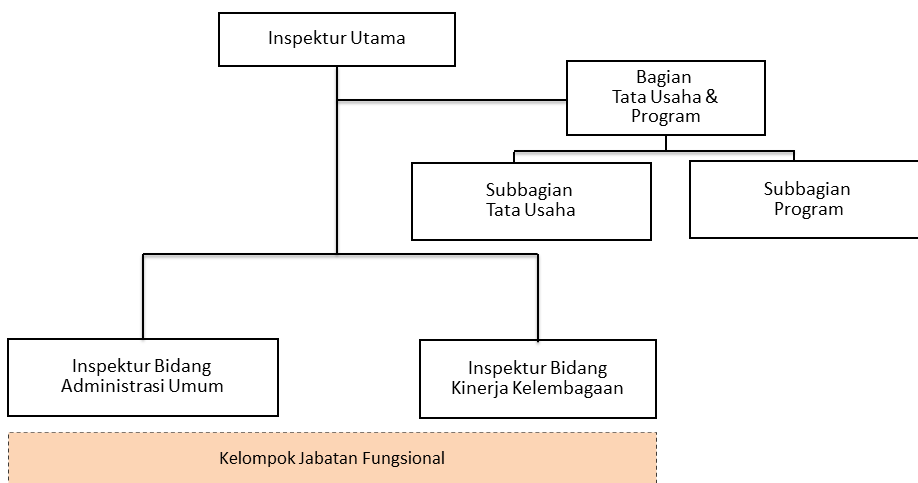 Inspektur Utama
Bagian
Tata Usaha &
Program
Subbagian
Tata Usaha
Subbagian
Program
Inspektur Bidang
Administrasi Umum
Inspektur Bidang
Kinerja Kelembagaan
Kelompok Jabatan Fungsional